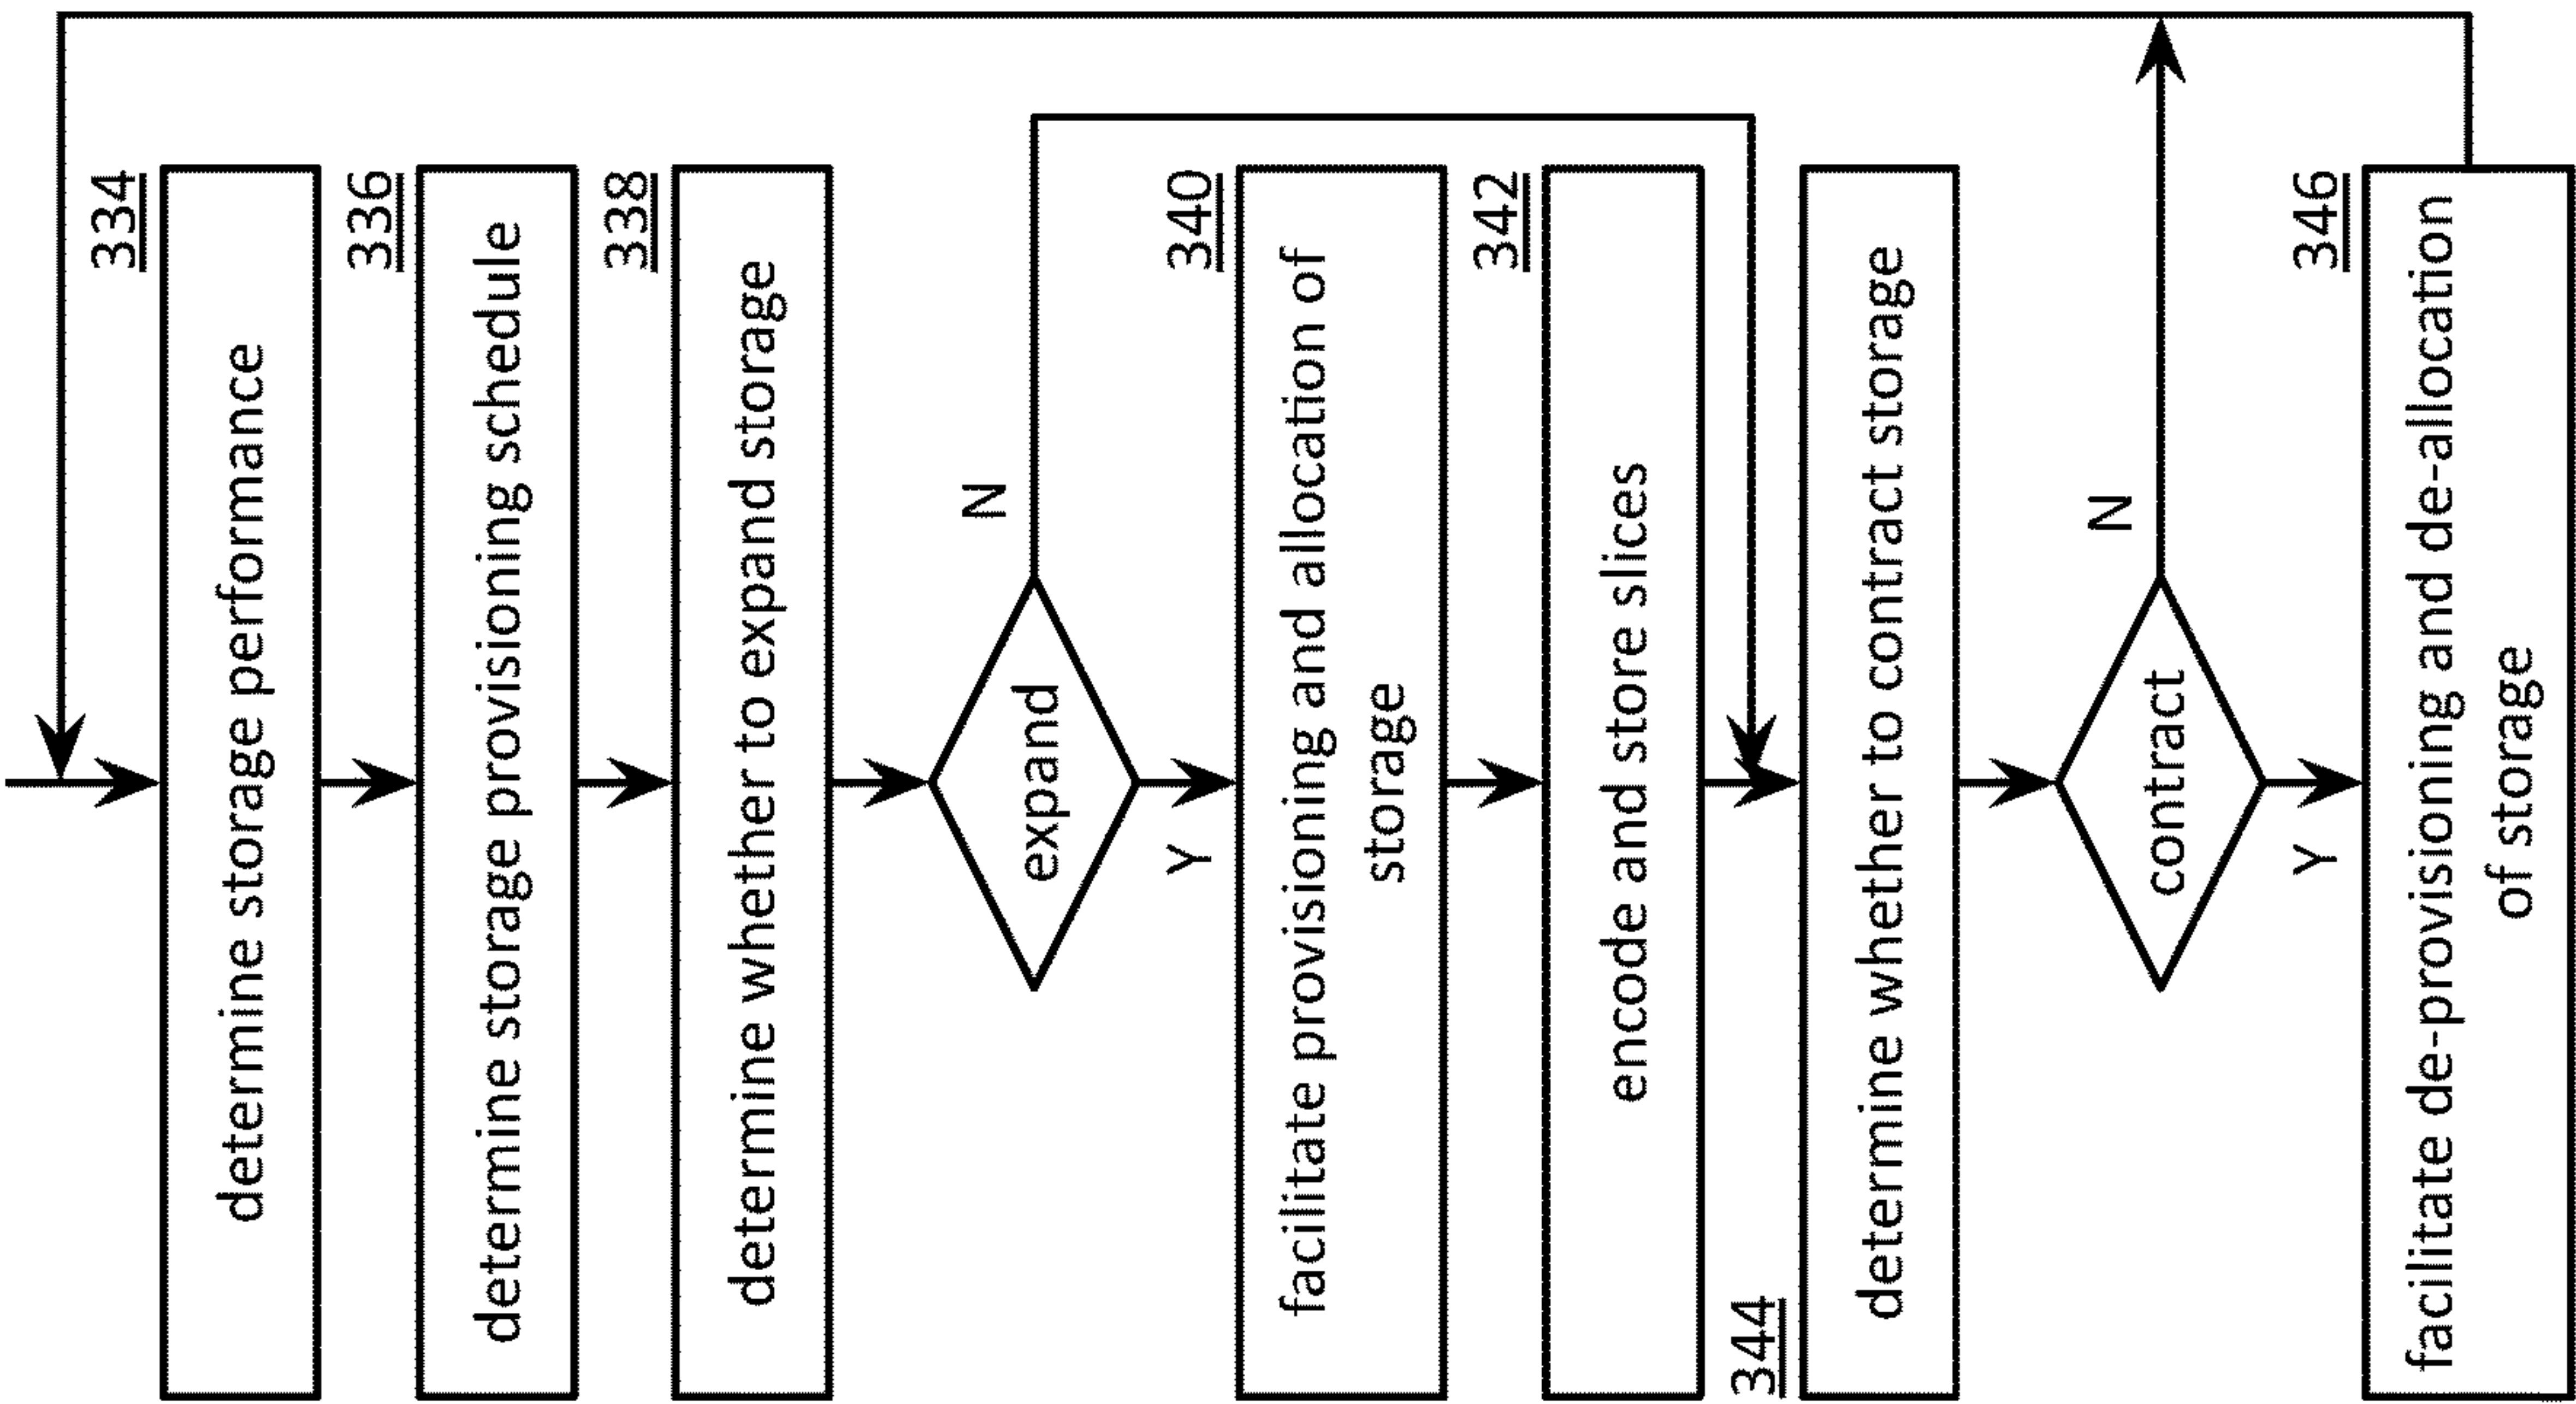 334
determine storage performance
336
determine storage provisioning schedule
338
determine whether to expand storage
expand
N
Y
340
facilitate provisioning and allocation of
storage
342
encode and store slices
344
determine whether to contract storage
contract
N
Y
346
facilitate de-provisioning and de-allocation
of storage